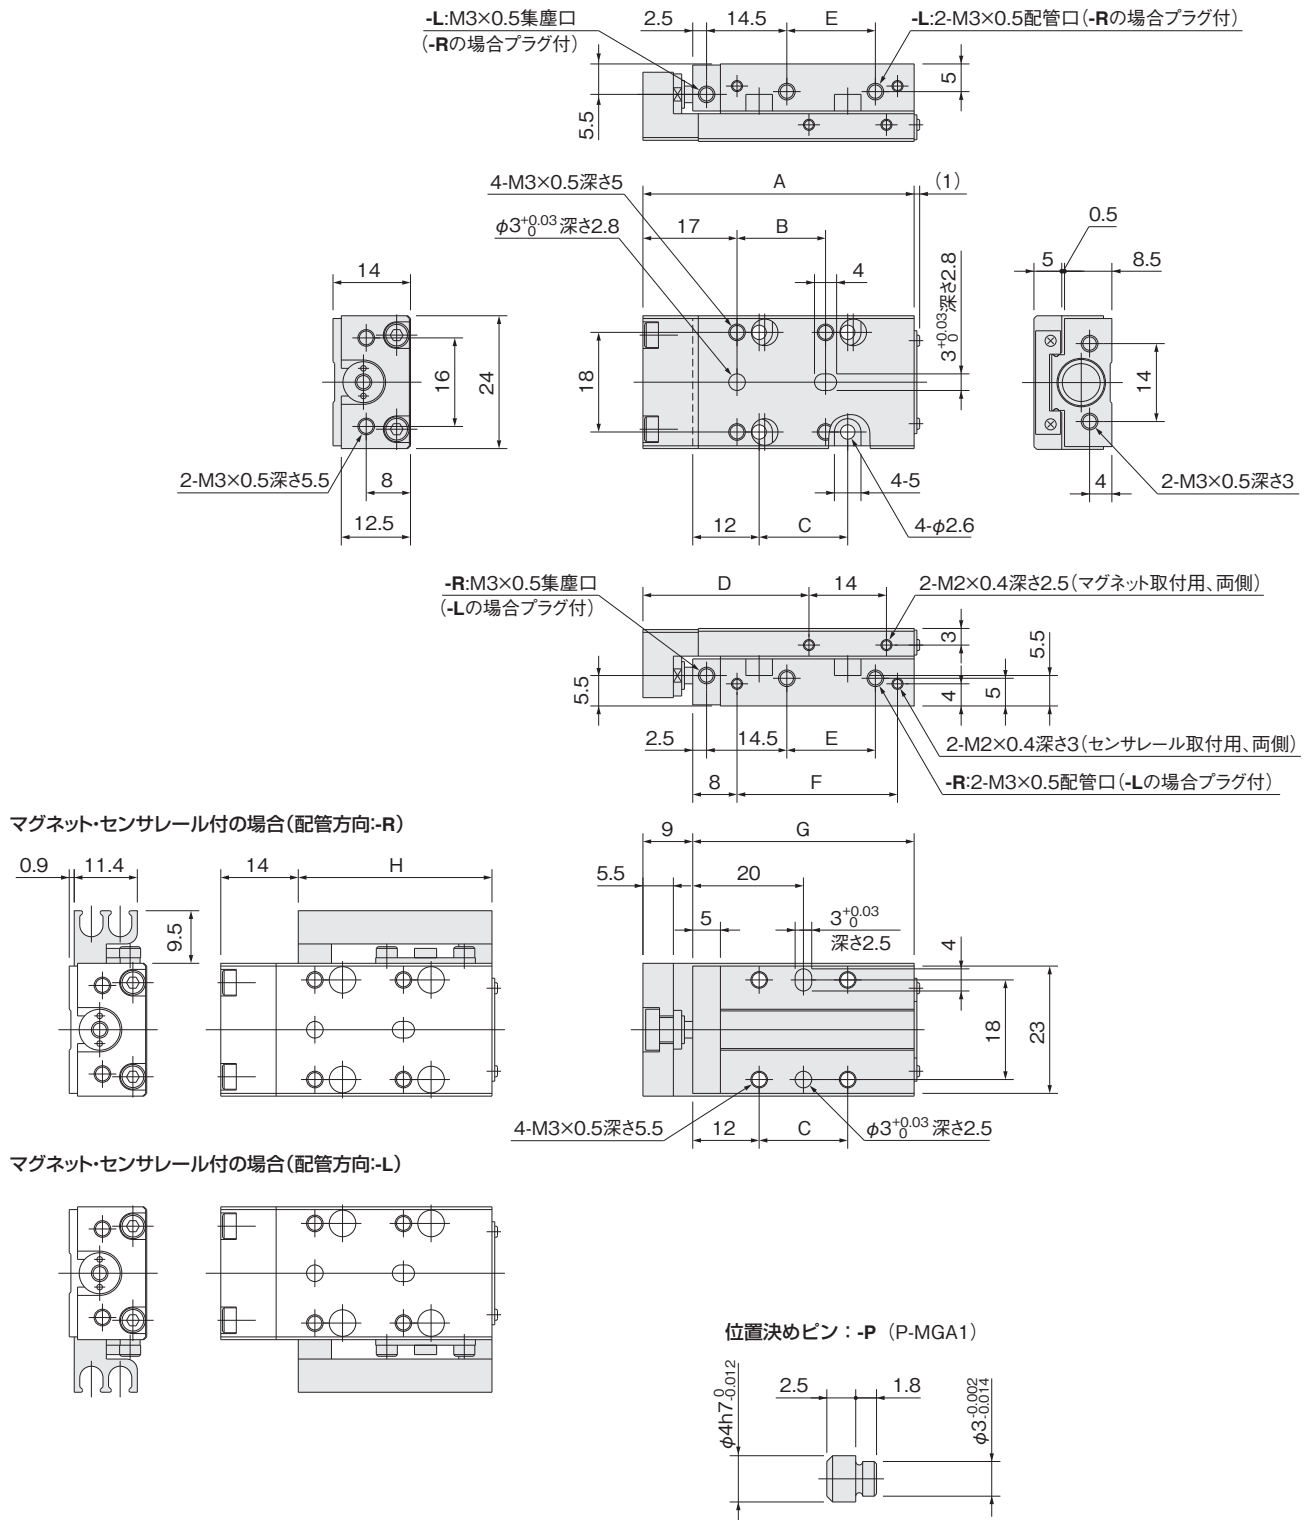 -L:M3×0.5集塵口
(-Rの場合プラグ付)
2.5
14.5
E
-L:2-M3×0.5配管口(-Rの場合プラグ付)
5.5
5
4-M3×0.5深さ5
φ3+0.03 0 深さ2.8
A
(1)
17
B
4
3+0.03 0 深さ2.8
0.5
5
8.5
14
16
24
18
14
2-M3×0.5深さ5.5
8
12.5
12
C
4-5
4-φ2.6
4
2-M3×0.5深さ3
-R:M3×0.5集塵口
(-Lの場合プラグ付)
D
14
2-M2×0.4深さ2.5(マグネット取付用、両側)
3
5.5
5.5
4
5
2.5
14.5
E
2-M2×0.4深さ3(センサレール取付用、両側)
8
F
-R:2-M3×0.5配管口(-Lの場合プラグ付)
マグネット・センサレール付の場合(配管方向:-R)
0.9
11.4
14
H
9.5
9
G
5.5
20
5
3+0.03 0
深さ2.5
4
18
23
4-M3×0.5深さ5.5
12
C
φ3+0.03 0 深さ2.5
マグネット・センサレール付の場合(配管方向:-L)
位置決めピン:-P (P-MGA1)
2.5
1.8
φ4h7 0 -0.012
φ3-0.002 -0.014